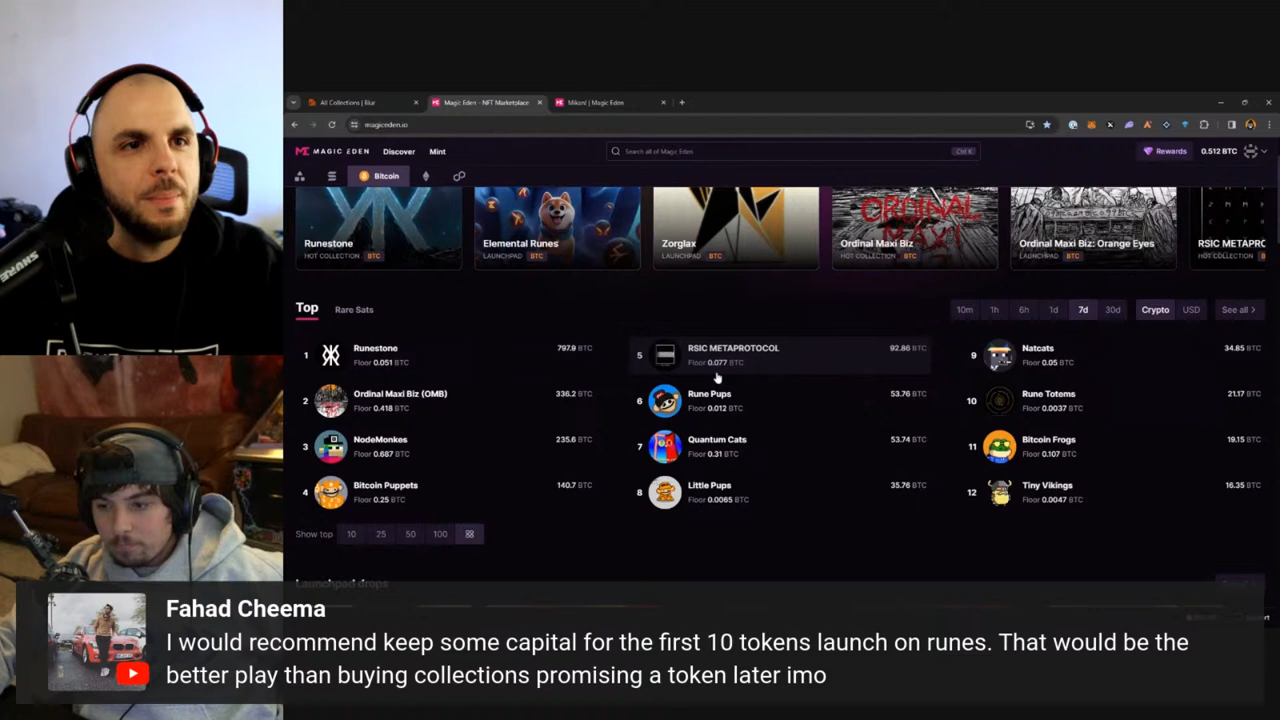 All Collections | Blur
Magic Eden - NFT Marketplace
Mikoni | Magic Eden
magiceden.io
MAGIC EDEN
Discover
Mint
Search all of Magic Eden
Ctrl K
Rewards
0.512 BTC
Bitcoin
Runestone
HOT COLLECTION BTC
Elemental Runes
LAUNCHPAD BTC
Zorglax
LAUNCHPAD BTC
ORDINAL
MAXI
Ordinal Maxi Biz
HOT COLLECTION BTC
Ordinal Maxi Biz: Orange Eyes
LAUNCHPAD BTC
RSIC METAPRO
HOT COLLECTION
Top
Rare Sats
10m 1h 6h 1d 7d 30d
Crypto USD
See all
1 Runestone 797.9 BTC
Floor 0.051 BTC
2 Ordinal Maxi Biz (OMB) 336.2 BTC
Floor 0.418 BTC
3 NodeMonkes 235.6 BTC
Floor 0.687 BTC
4 Bitcoin Puppets 140.7 BTC
Floor 0.25 BTC
5 RSIC METAPROTOCOL 92.86 BTC
Floor 0.077 BTC
6 Rune Pups 53.76 BTC
Floor 0.012 BTC
7 Quantum Cats 53.74 BTC
Floor 0.31 BTC
8 Little Pups 35.76 BTC
Floor 0.0065 BTC
9 Natcats 34.85 BTC
Floor 0.05 BTC
10 Rune Totems 21.17 BTC
Floor 0.0037 BTC
11 Bitcoin Frogs 19.15 BTC
Floor 0.107 BTC
12 Tiny Vikings 16.35 BTC
Floor 0.0047 BTC
Show top 10 25 50 100
Launchpad drops
SHURE
Fahad Cheema
I would recommend keep some capital for the first 10 tokens launch on runes. That would be the
better play than buying collections promising a token later imo